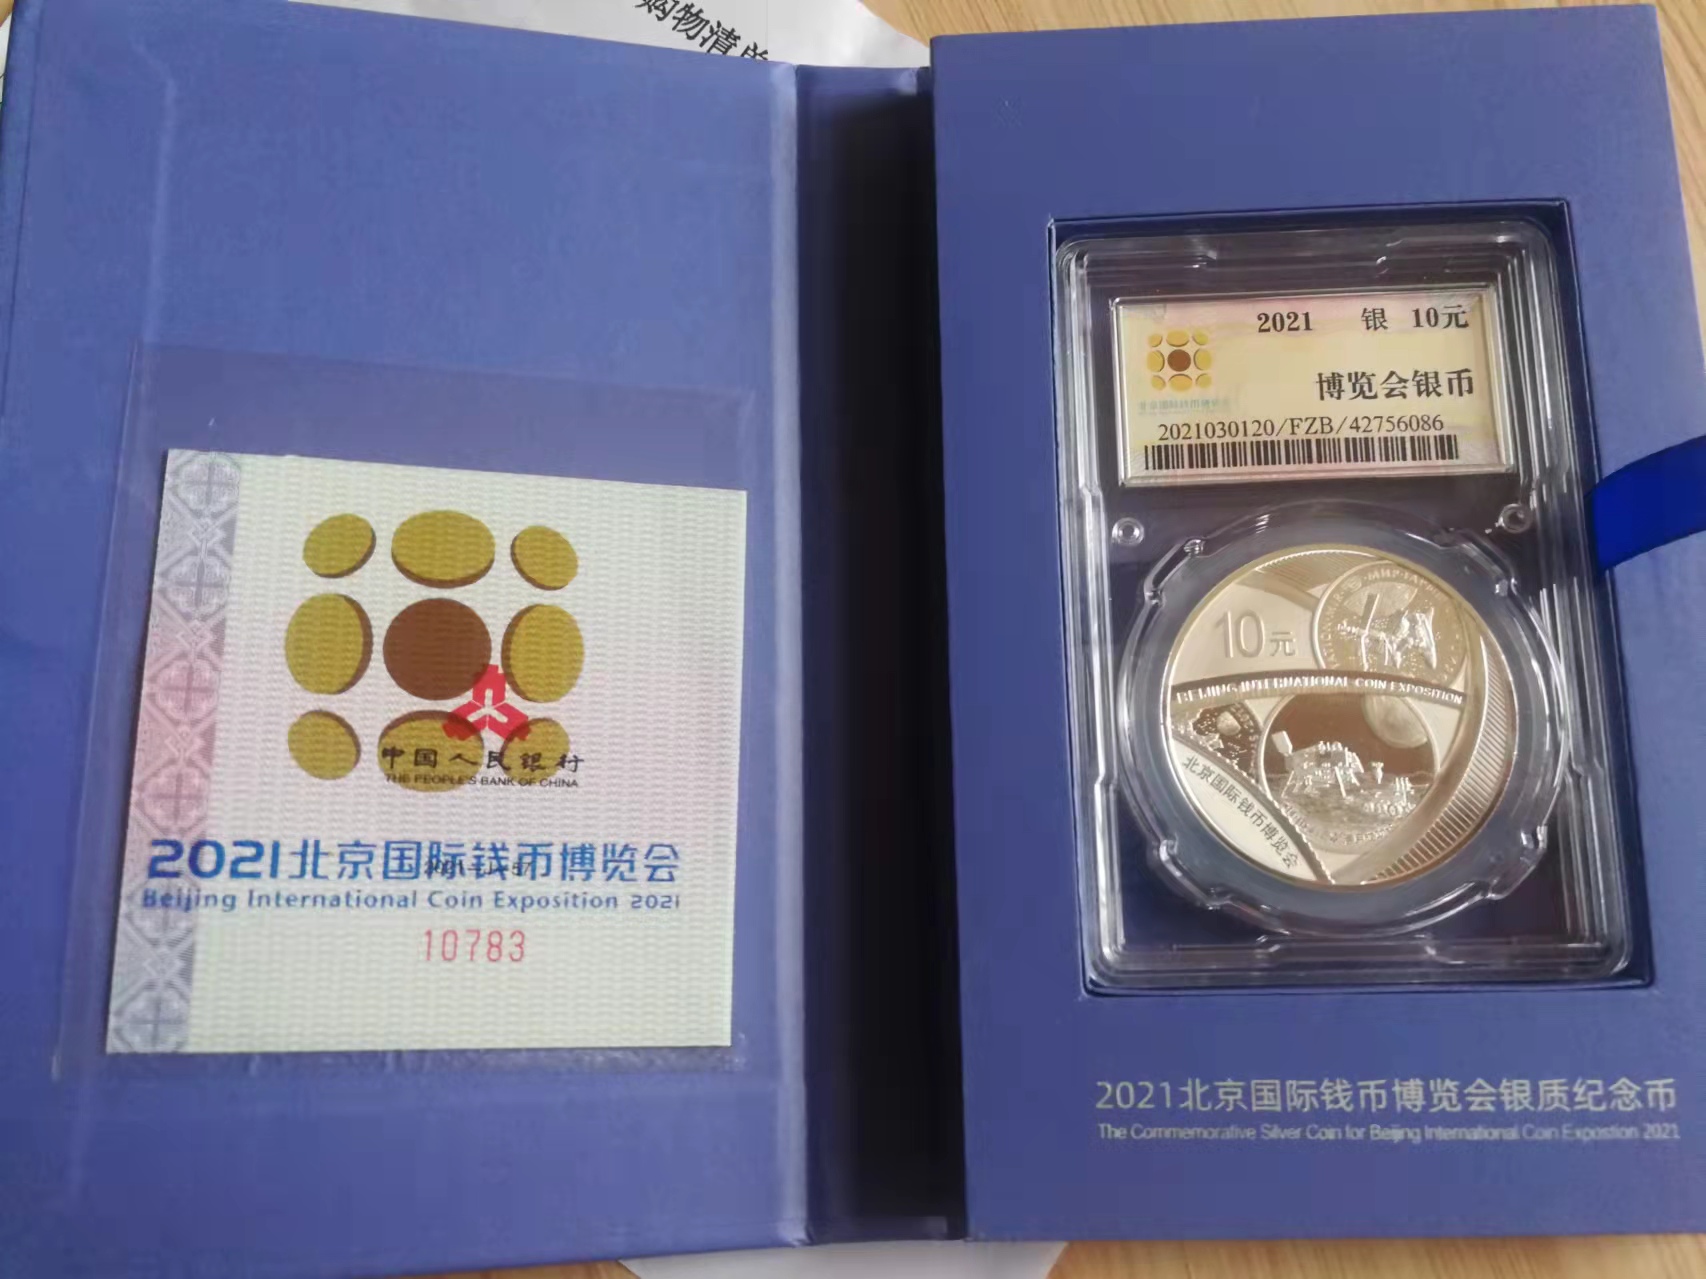 购物清单
中国人民银行
THE PEOPLE'S BANK OF CHINA
2021北京国际钱币博览会
Beijing International Coin Exposition 2021
10783
2021 银 10元
博览会银币
2021030120/FZB/42756086
10元
BEIJING INTERNATIONAL COIN EXPOSITION
北京国际钱币博览会
2021北京国际钱币博览会银质纪念币
The Commemorative Silver Coin for Beijing International Coin Expostion 2021